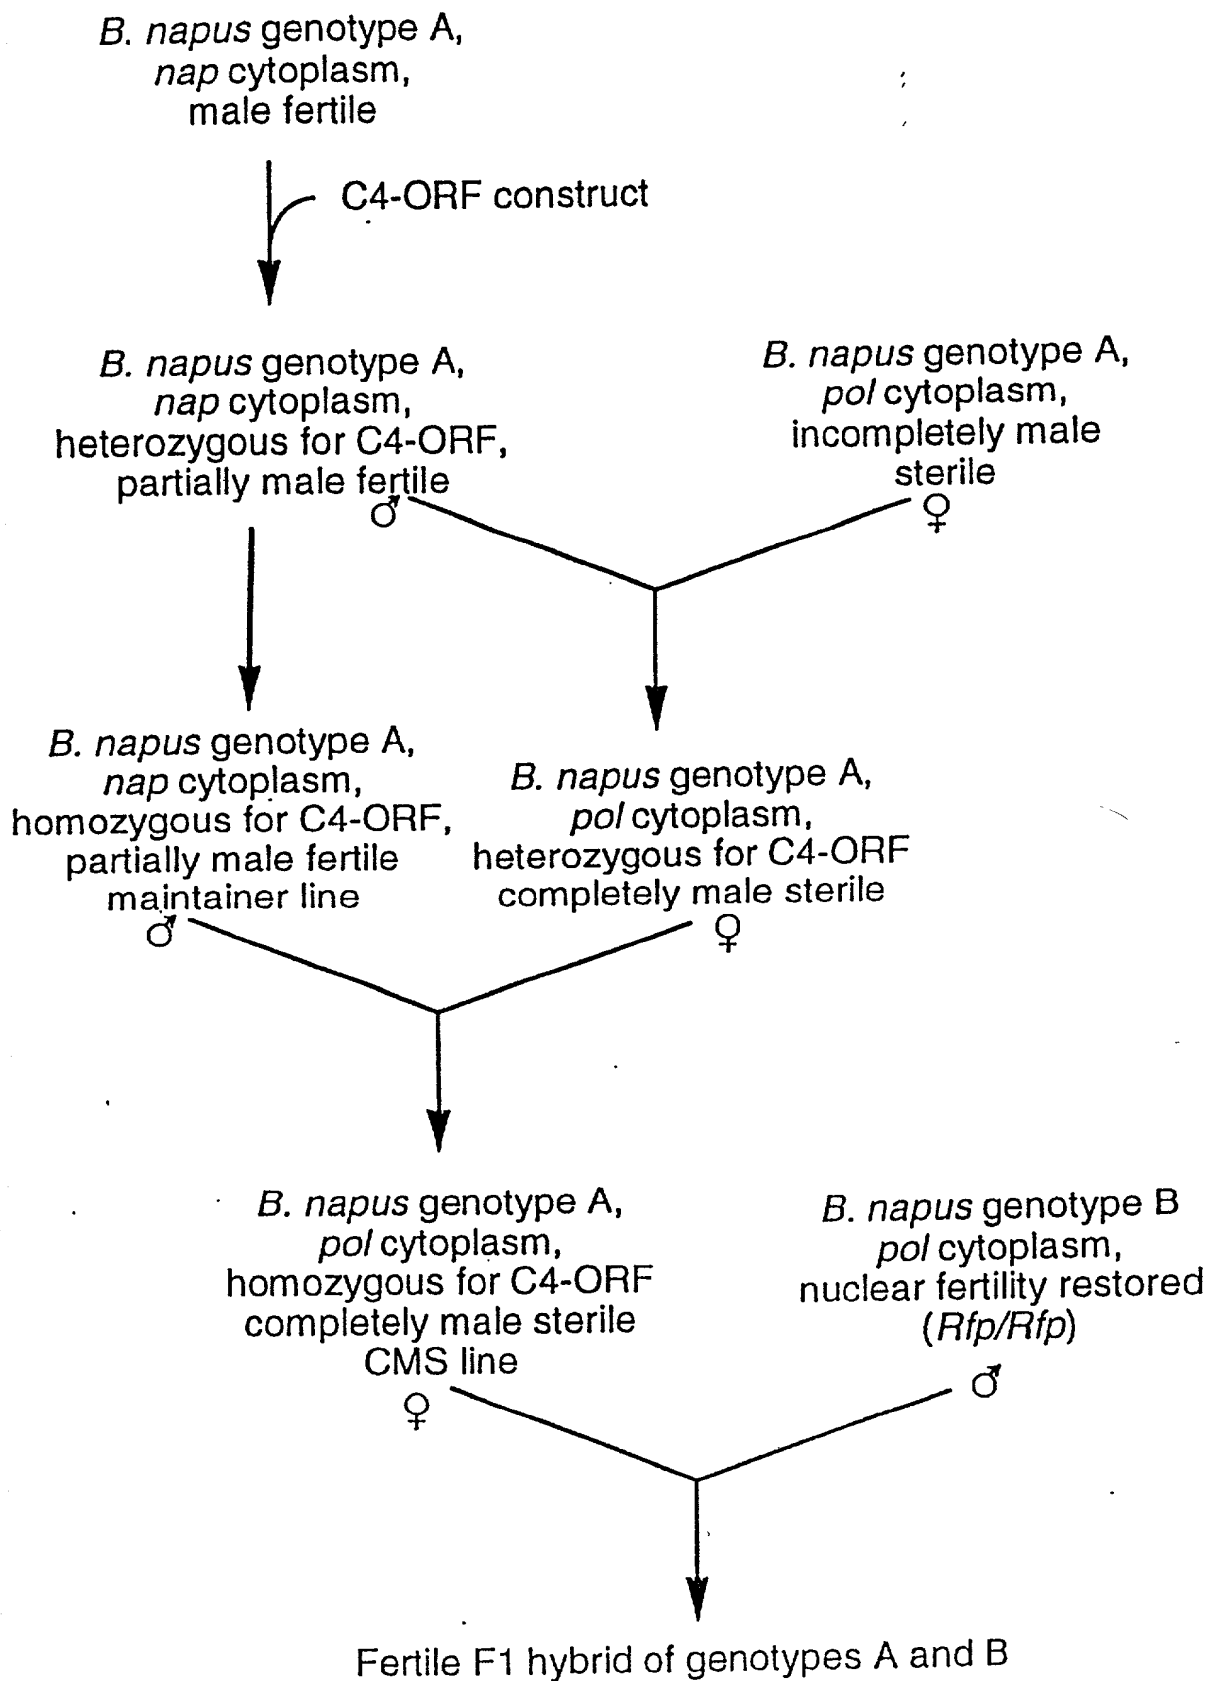 B. napus genotype A,
nap cytoplasm,
male fertile
C4-ORF construct
B. napus genotype A,
nap cytoplasm,
heterozygous for C4-ORF,
partially male fertile
♂
B. napus genotype A,
pol cytoplasm,
incompletely male
sterile
♀
B. napus genotype A,
nap cytoplasm,
homozygous for C4-ORF,
partially male fertile
maintainer line
♂
B. napus genotype A,
pol cytoplasm,
heterozygous for C4-ORF
completely male sterile
♀
B. napus genotype A,
pol cytoplasm,
homozygous for C4-ORF
completely male sterile
CMS line
♀
B. napus genotype B
pol cytoplasm,
nuclear fertility restored
(Rfp/Rfp)
♂
Fertile F1 hybrid of genotypes A and B